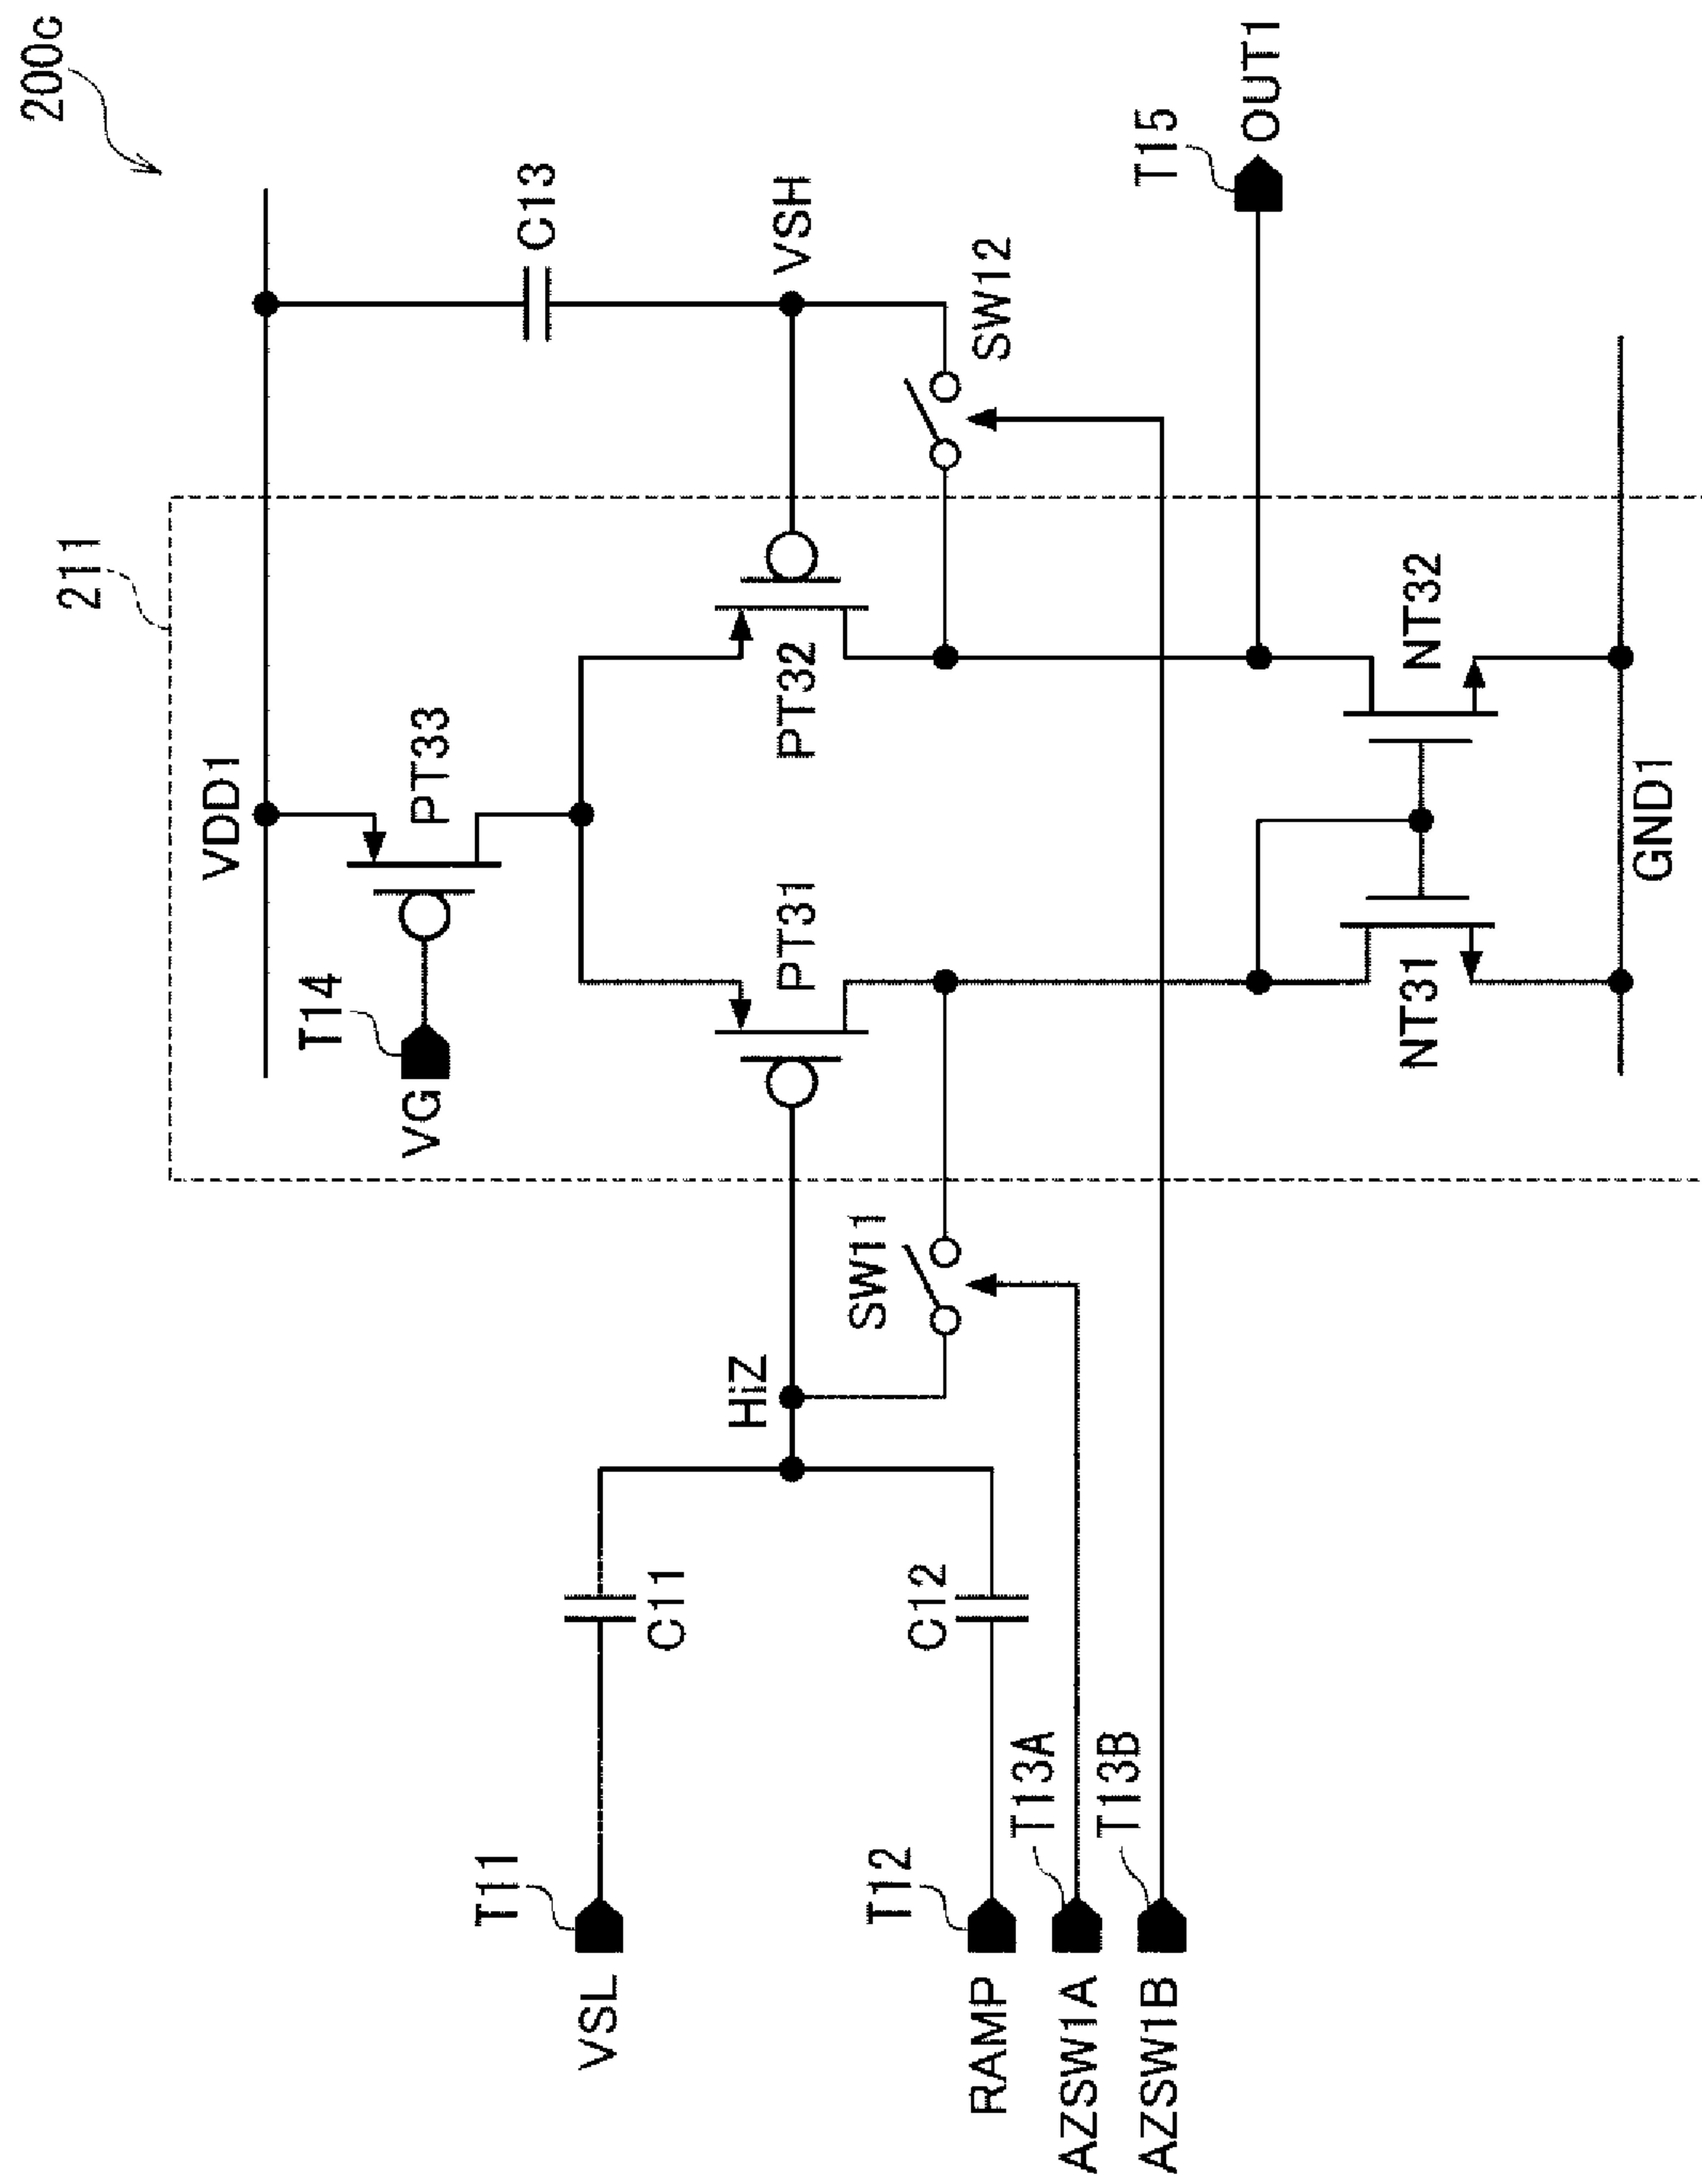 200c
211
VDD1
T14
VG
PT33
C13
T11
VSL
C11
HiZ
PT31
PT32
VSH
SW11
SW12
T12
RAMP
C12
T13A
AZSW1A
T13B
AZSW1B
T15
OUT1
NT31
NT32
GND1